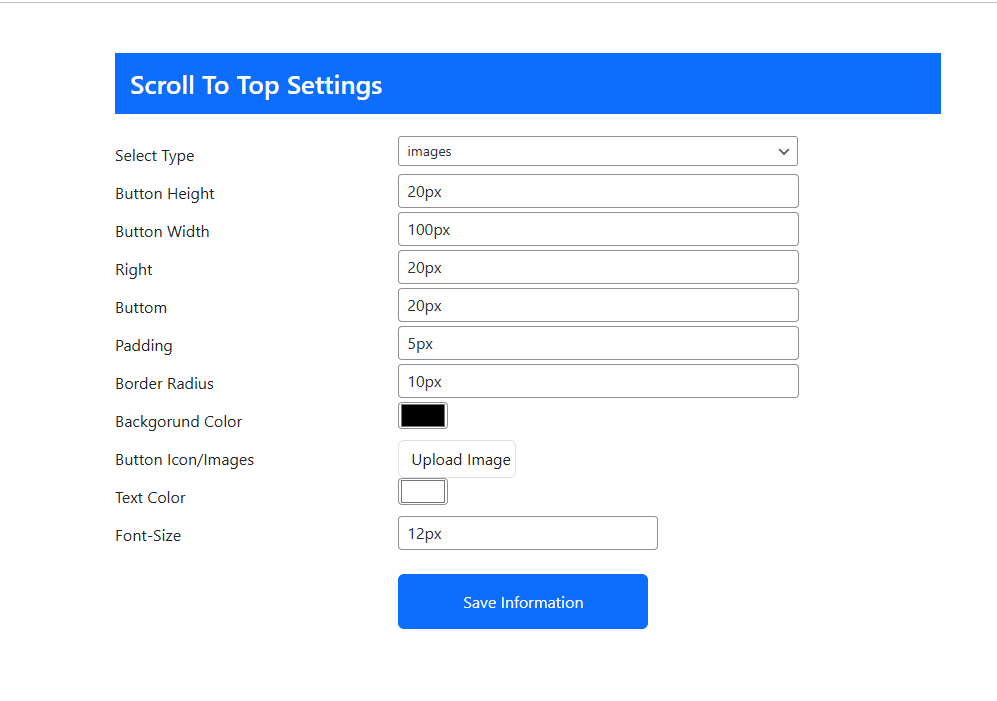 Scroll To Top Settings
Select Type images
Button Height 20px
Button Width 100px
Right 20px
Buttom 20px
Padding 5px
Border Radius 10px
Backgorund Color
Button Icon/Images Upload Image
Text Color
Font-Size 12px
Save Information